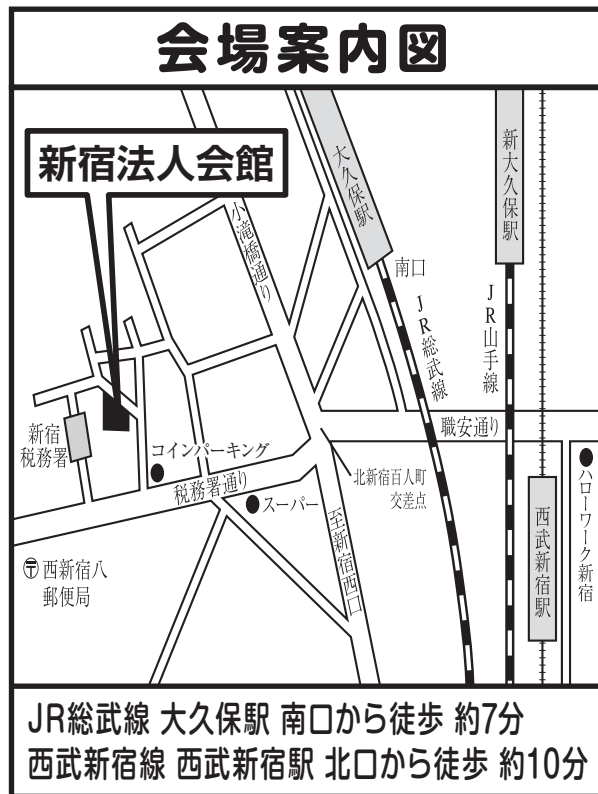 会場案内図
新宿法人会館
大久保駅
新大久保駅
小滝橋通り
南口
JR総武線
JR山手線
職安通り
新宿
税務署
コインパーキング
税務署通り
スーパー
北新宿百人町
交差点
ハローワーク新宿
西武新宿駅
至新宿西口
〒西新宿八
郵便局
JR総武線 大久保駅 南口から徒歩 約7分
西武新宿線 西武新宿駅 北口から徒歩 約10分